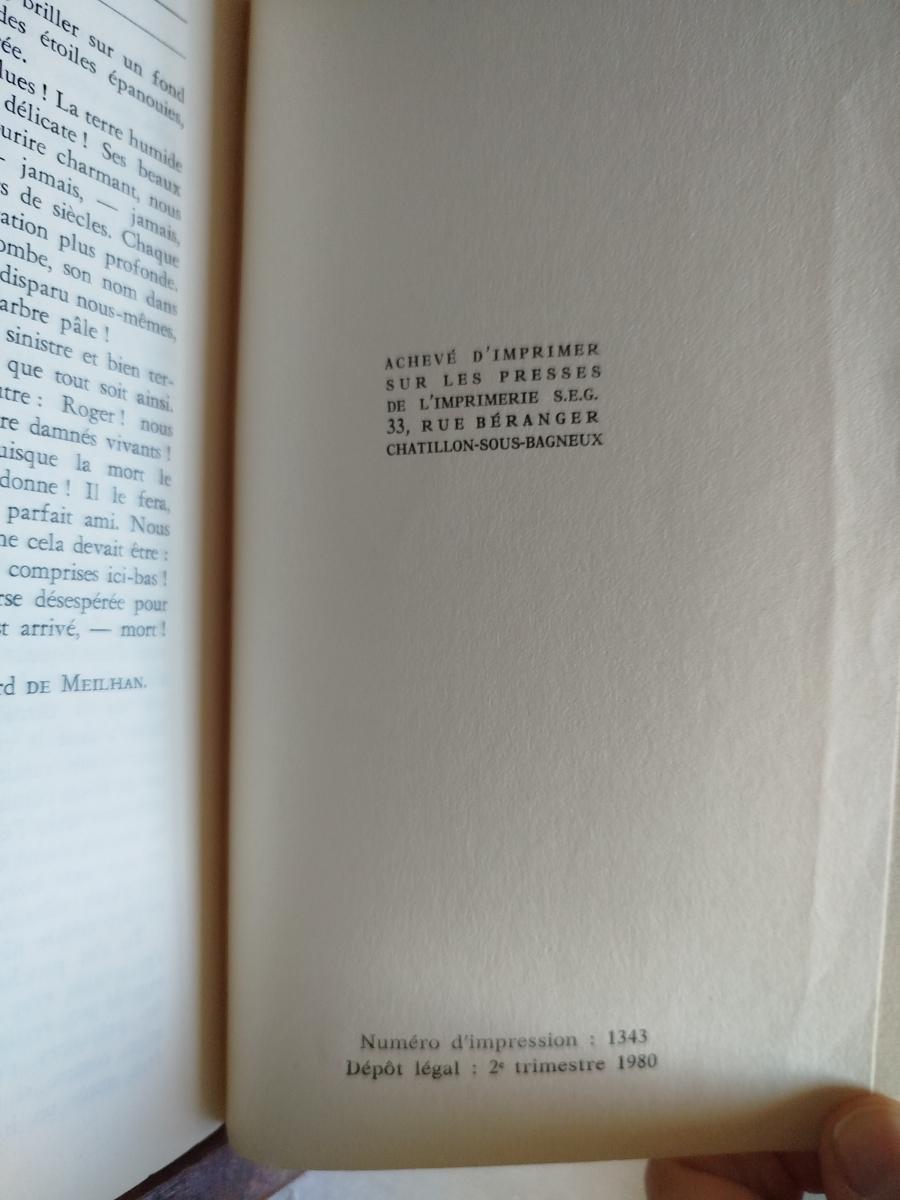 briller sur un fond
des étoiles épanouies,
ée.
lues ! La terre humide
délicate ! Ses beaux
urire charmant, nous
— jamais, — jamais,
s de siècles. Chaque
ation plus profonde.
ombe, son nom dans
disparu nous-mêmes,
arbre pâle !
sinistre et bien ter-
que tout soit ainsi.
utre : Roger ! nous
re damnés vivants !
uisque la mort le
donne ! Il le fera,
parfait ami. Nous
ne cela devait être :
comprises ici-bas !
rse désespérée pour
t arrivé, — mort !
rd DE MEILHAN.
ACHEVÉ D'IMPRIMER
SUR LES PRESSES
DE L'IMPRIMERIE S.E.G.
33, RUE BÉRANGER
CHATILLON-SOUS-BAGNEUX
Numéro d'impression : 1343
Dépôt légal : 2e trimestre 1980